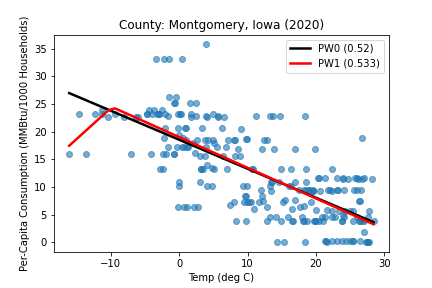 County: Montgomery, Iowa (2020)
PW0 (0.52)
PW1 (0.533)
Per-Capita Consumption (MMBtu/1000 Households)
35
30
25
20
15
10
5
0
−10 0 10 20 30
Temp (deg C)